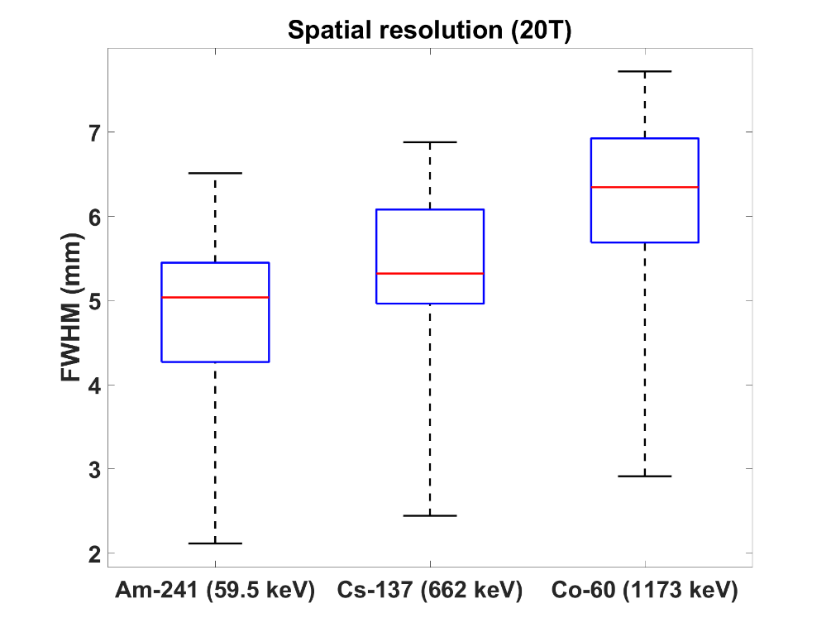 Spatial resolution (20T)
FWHM (mm)
7
6
5
4
3
2
Am-241 (59.5 keV) Cs-137 (662 keV) Co-60 (1173 keV)